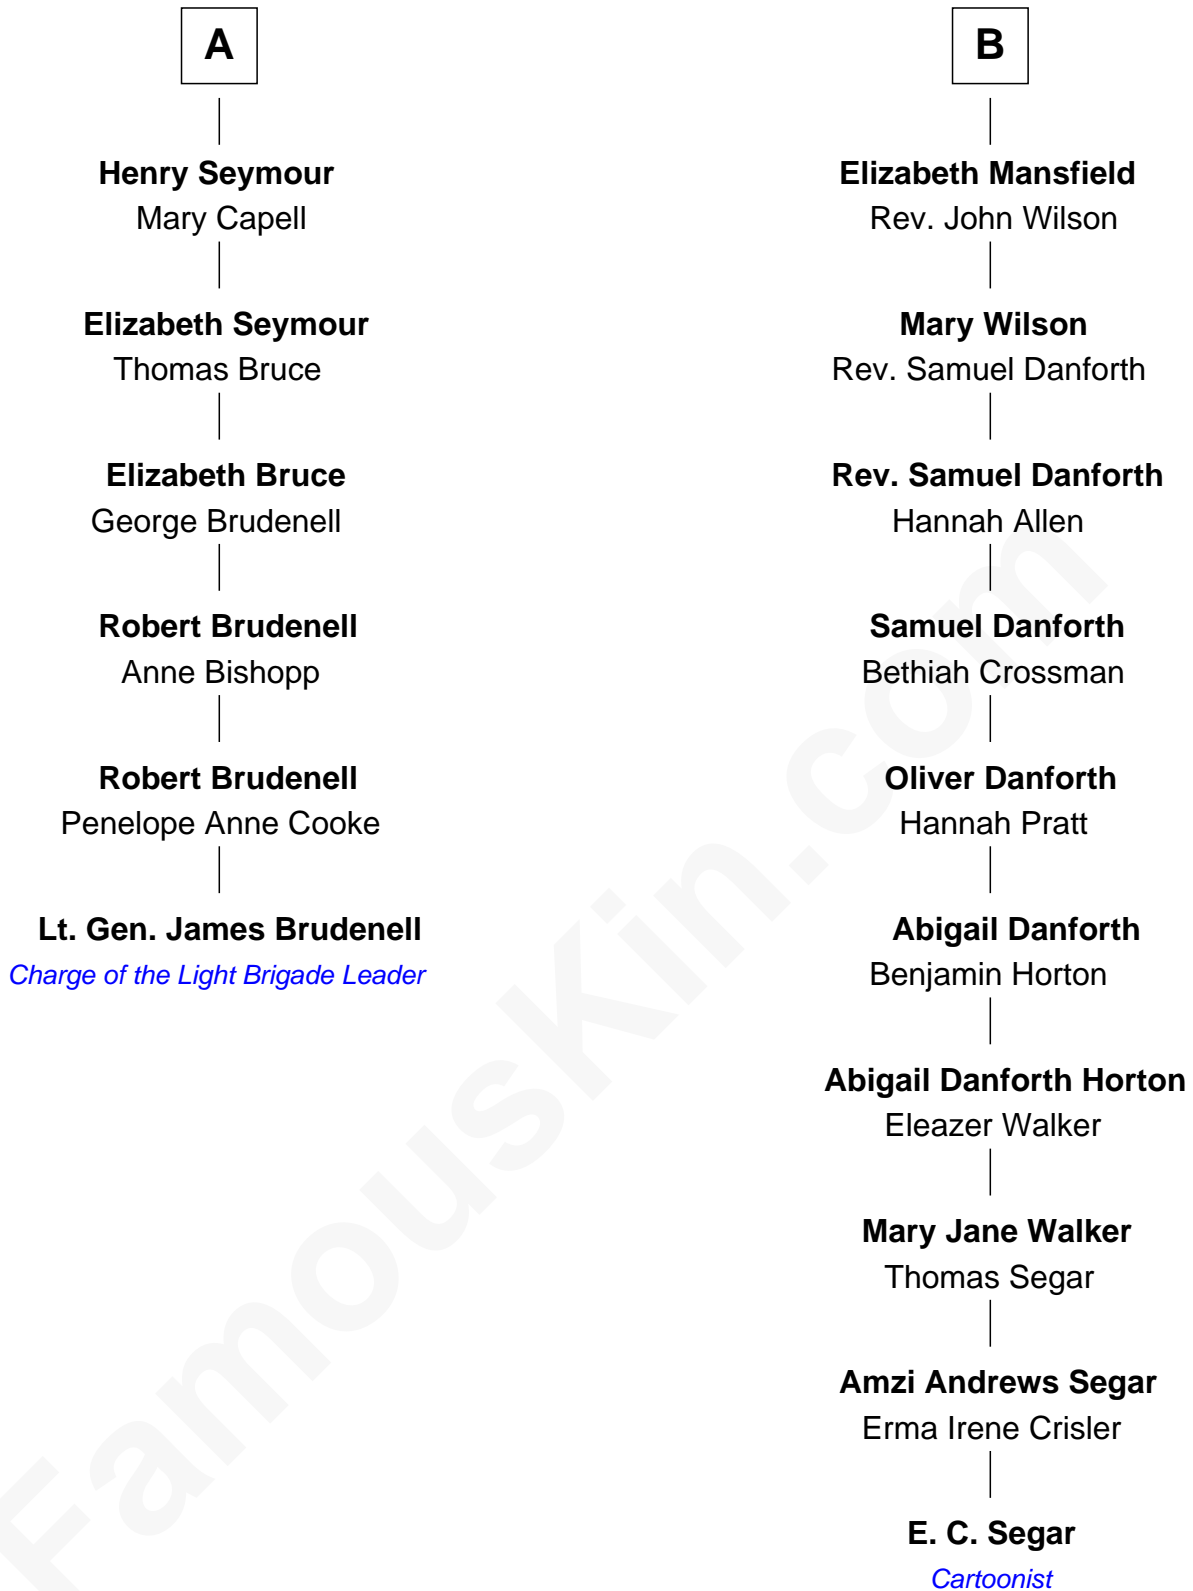 A
Henry Seymour
Mary Capell
Elizabeth Seymour
Thomas Bruce
Elizabeth Bruce
George Brudenell
Robert Brudenell
Anne Bishopp
Robert Brudenell
Penelope Anne Cooke
Lt. Gen. James Brudenell
Charge of the Light Brigade Leader
B
Elizabeth Mansfield
Rev. John Wilson
Mary Wilson
Rev. Samuel Danforth
Rev. Samuel Danforth
Hannah Allen
Samuel Danforth
Bethiah Crossman
Oliver Danforth
Hannah Pratt
Abigail Danforth
Benjamin Horton
Abigail Danforth Horton
Eleazer Walker
Mary Jane Walker
Thomas Segar
Amzi Andrews Segar
Erma Irene Crisler
E. C. Segar
Cartoonist
FamousKin.com